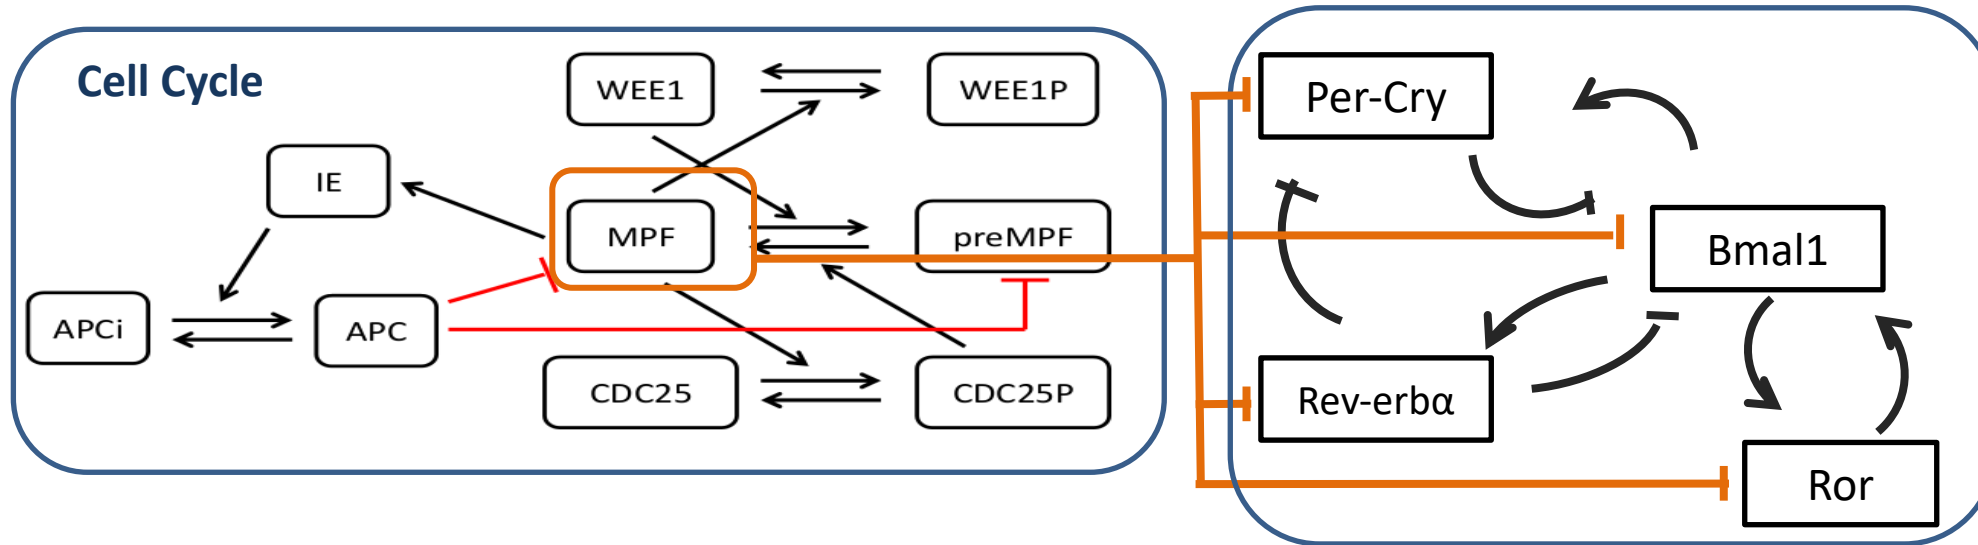 Cell Cycle
WEE1
WEE1P
IE
MPF
preMPF
APCi
APC
CDC25
CDC25P
Per-Cry
Bmal1
Rev-erbα
Ror